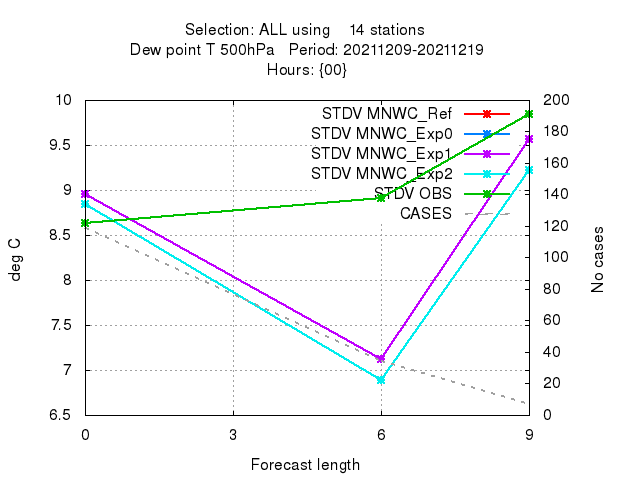 Selection: ALL using 14 stations
Dew point T 500hPa Period: 20211209-20211219
Hours: {00}
10
9.5
9
8.5
8
7.5
7
6.5
deg C
STDV MNWC_Ref
STDV MNWC_Exp0
STDV MNWC_Exp1
STDV MNWC_Exp2
STDV OBS
CASES
200
180
160
140
120
100
80
60
40
20
0
No cases
0 3 6 9
Forecast length